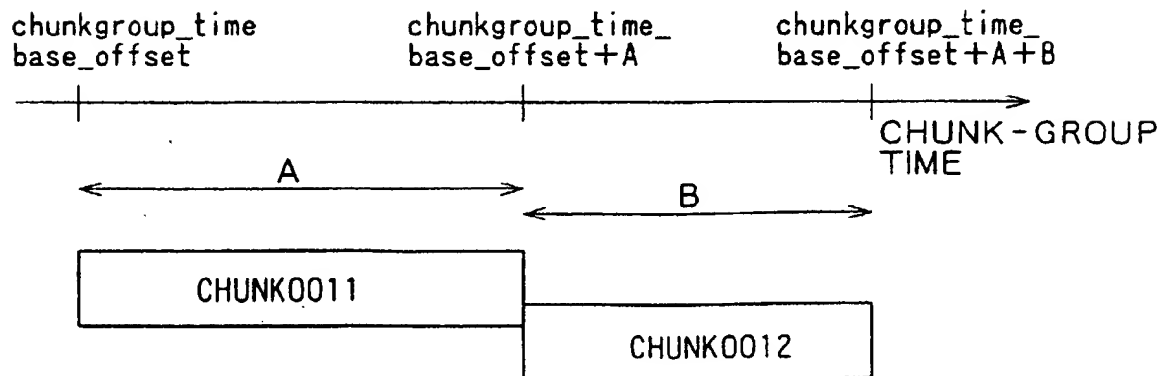 chunkgroup_time
base_offset
chunkgroup_time_
base_offset+A
chunkgroup_time_
base_offset+A+B
CHUNK-GROUP
TIME
A
B
CHUNK0011
CHUNK0012